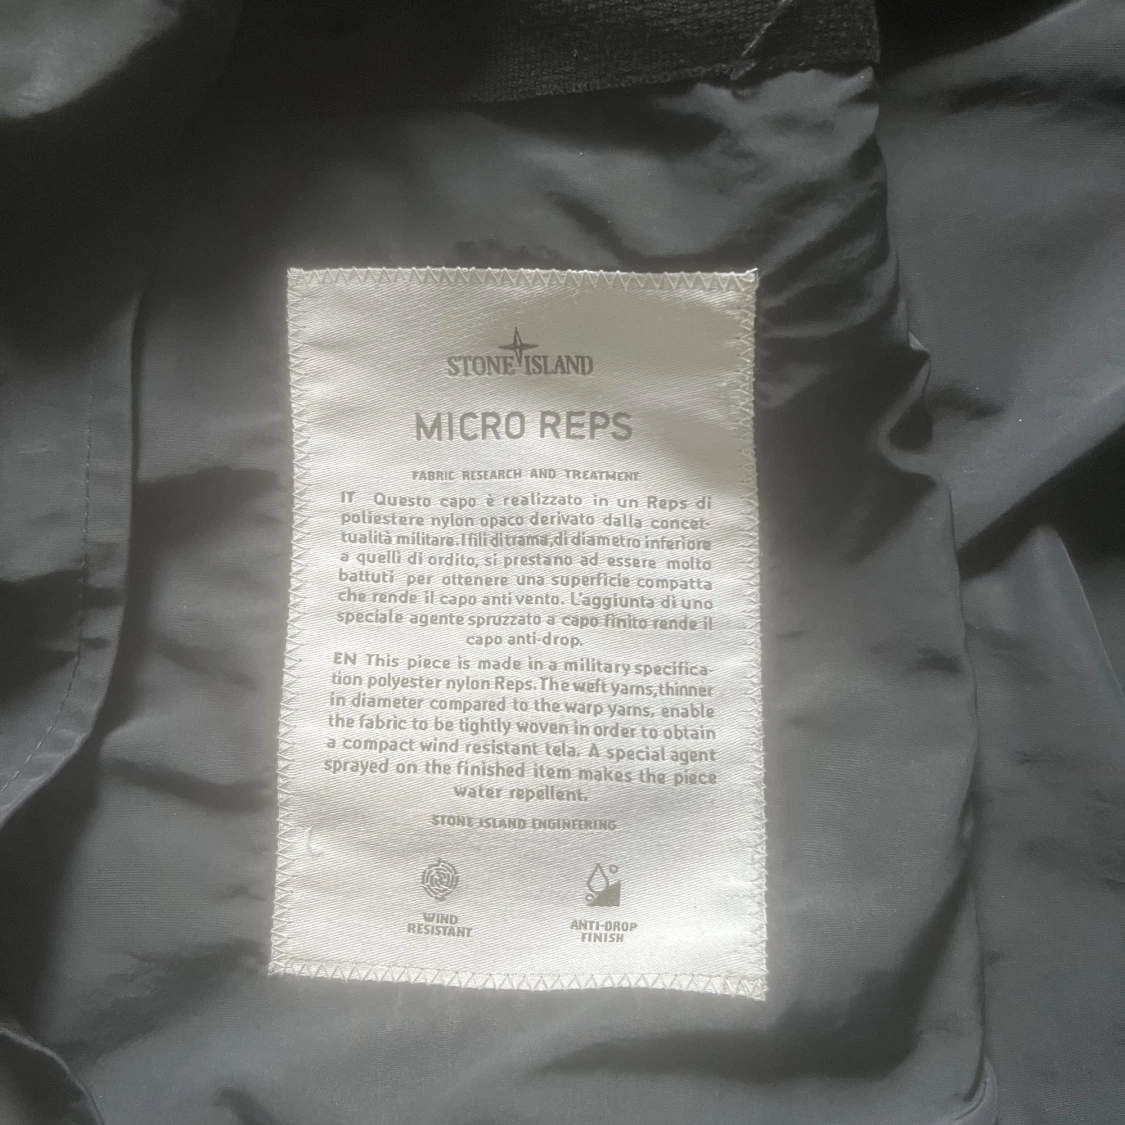 STONE ISLAND
MICRO REPS
FABRIC RESEARCH AND TREATMENT
IT Questo capo è realizzato in un Reps di
poliestere nylon opaco derivato dalla concet-
tualità militare. I fili di trama, di diametro inferiore
a quelli di ordito, si prestano ad essere molto
battuti per ottenere una superficie compatta
che rende il capo anti vento. L'aggiunta di uno
speciale agente spruzzato a capo finito rende il
capo anti-drop.
EN This piece is made in a military specifica-
tion polyester nylon Reps. The weft yarns, thinner
in diameter compared to the warp yarns, enable
the fabric to be tightly woven in order to obtain
a compact wind resistant tela. A special agent
sprayed on the finished item makes the piece
water repellent.
STONE ISLAND ENGINEERING
WIND
RESISTANT
ANTI-DROP
FINISH